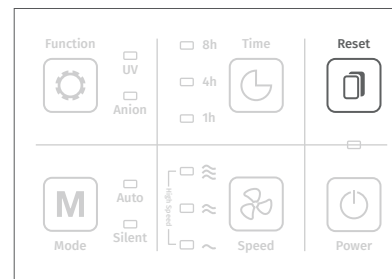 Function
UV
Anion
8h
4h
1h
Time
Reset
M
Mode
Auto
Silent
High Speed
Speed
Power